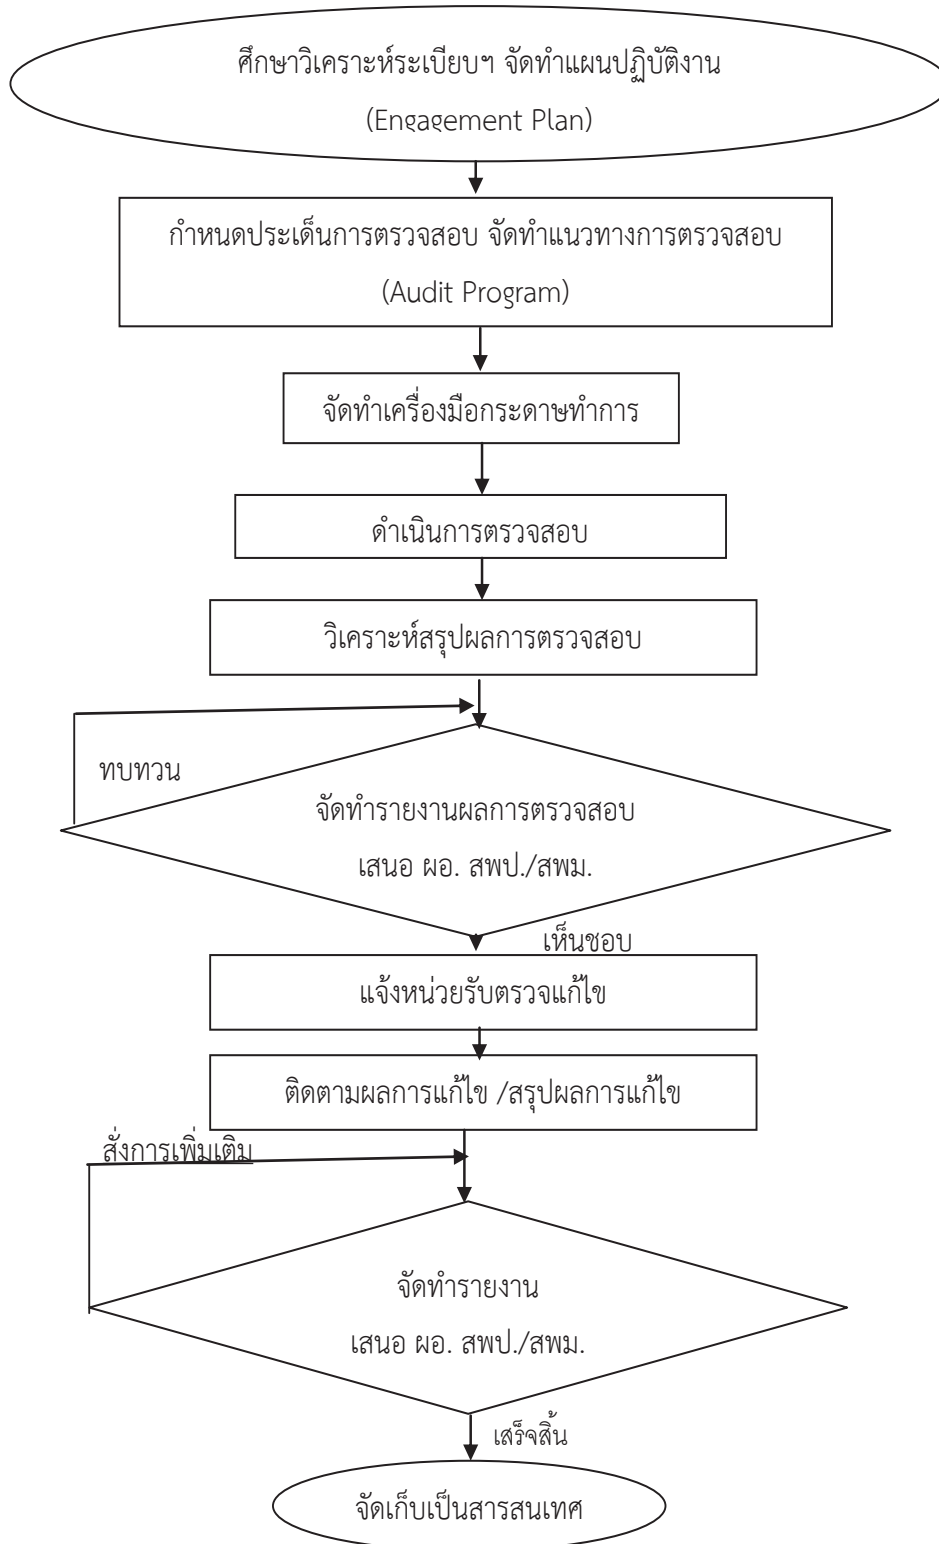 ศึกษาวิเคราะห์ระเบียบฯ จัดทำแผนปฏิบัติงาน
(Engagement Plan)
กำหนดประเด็นการตรวจสอบ จัดทำแนวทางการตรวจสอบ
(Audit Program)
จัดทำเครื่องมือกระดาษทำการ
ดำเนินการตรวจสอบ
วิเคราะห์สรุปผลการตรวจสอบ
ทบทวน
จัดทำรายงานผลการตรวจสอบ
เสนอ ผอ. สพป./สพม.
เห็นชอบ
แจ้งหน่วยรับตรวจแก้ไข
ติดตามผลการแก้ไข /สรุปผลการแก้ไข
สั่งการเพิ่มเติม
จัดทำรายงาน
เสนอ ผอ. สพป./สพม.
เสร็จสิ้น
จัดเก็บเป็นสารสนเทศ